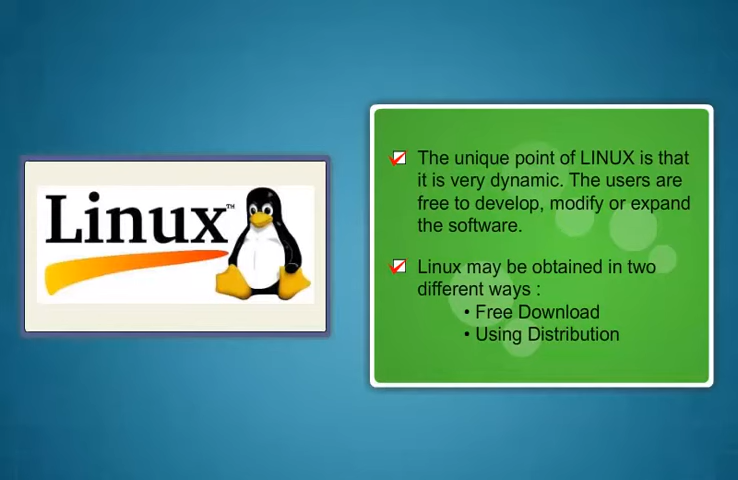 Linux™
The unique point of LINUX is that
it is very dynamic. The users are
free to develop, modify or expand
the software.
Linux may be obtained in two
different ways :
• Free Download
• Using Distribution